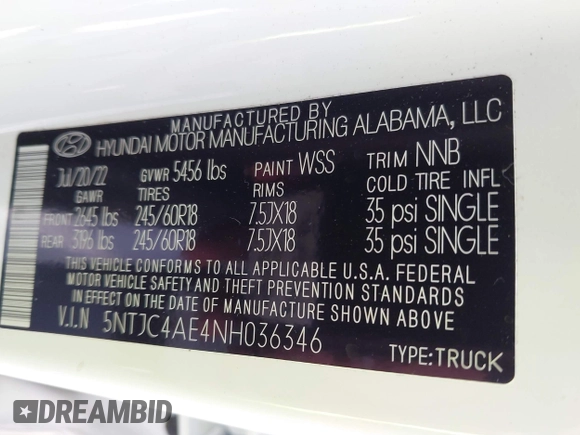 MANUFACTURED BY
HYUNDAI MOTOR MANUFACTURING ALABAMA, LLC
Jul/20/22 GVWR 5456 lbs PAINT WSS TRIM NNB
GAWR TIRES RIMS COLD TIRE INFL
FRONT 2645 lbs 245/60R18 7.5JX18 35 psi SINGLE
REAR 3196 lbs 245/60R18 7.5JX18 35 psi SINGLE
THIS VEHICLE CONFORMS TO ALL APPLICABLE U.S.A. FEDERAL
MOTOR VEHICLE SAFETY AND THEFT PREVENTION STANDARDS
IN EFFECT ON THE DATE OF MANUFACTURE SHOWN ABOVE
V.I.N 5NTJC4AE4NH036346
TYPE:TRUCK
DREAMBID